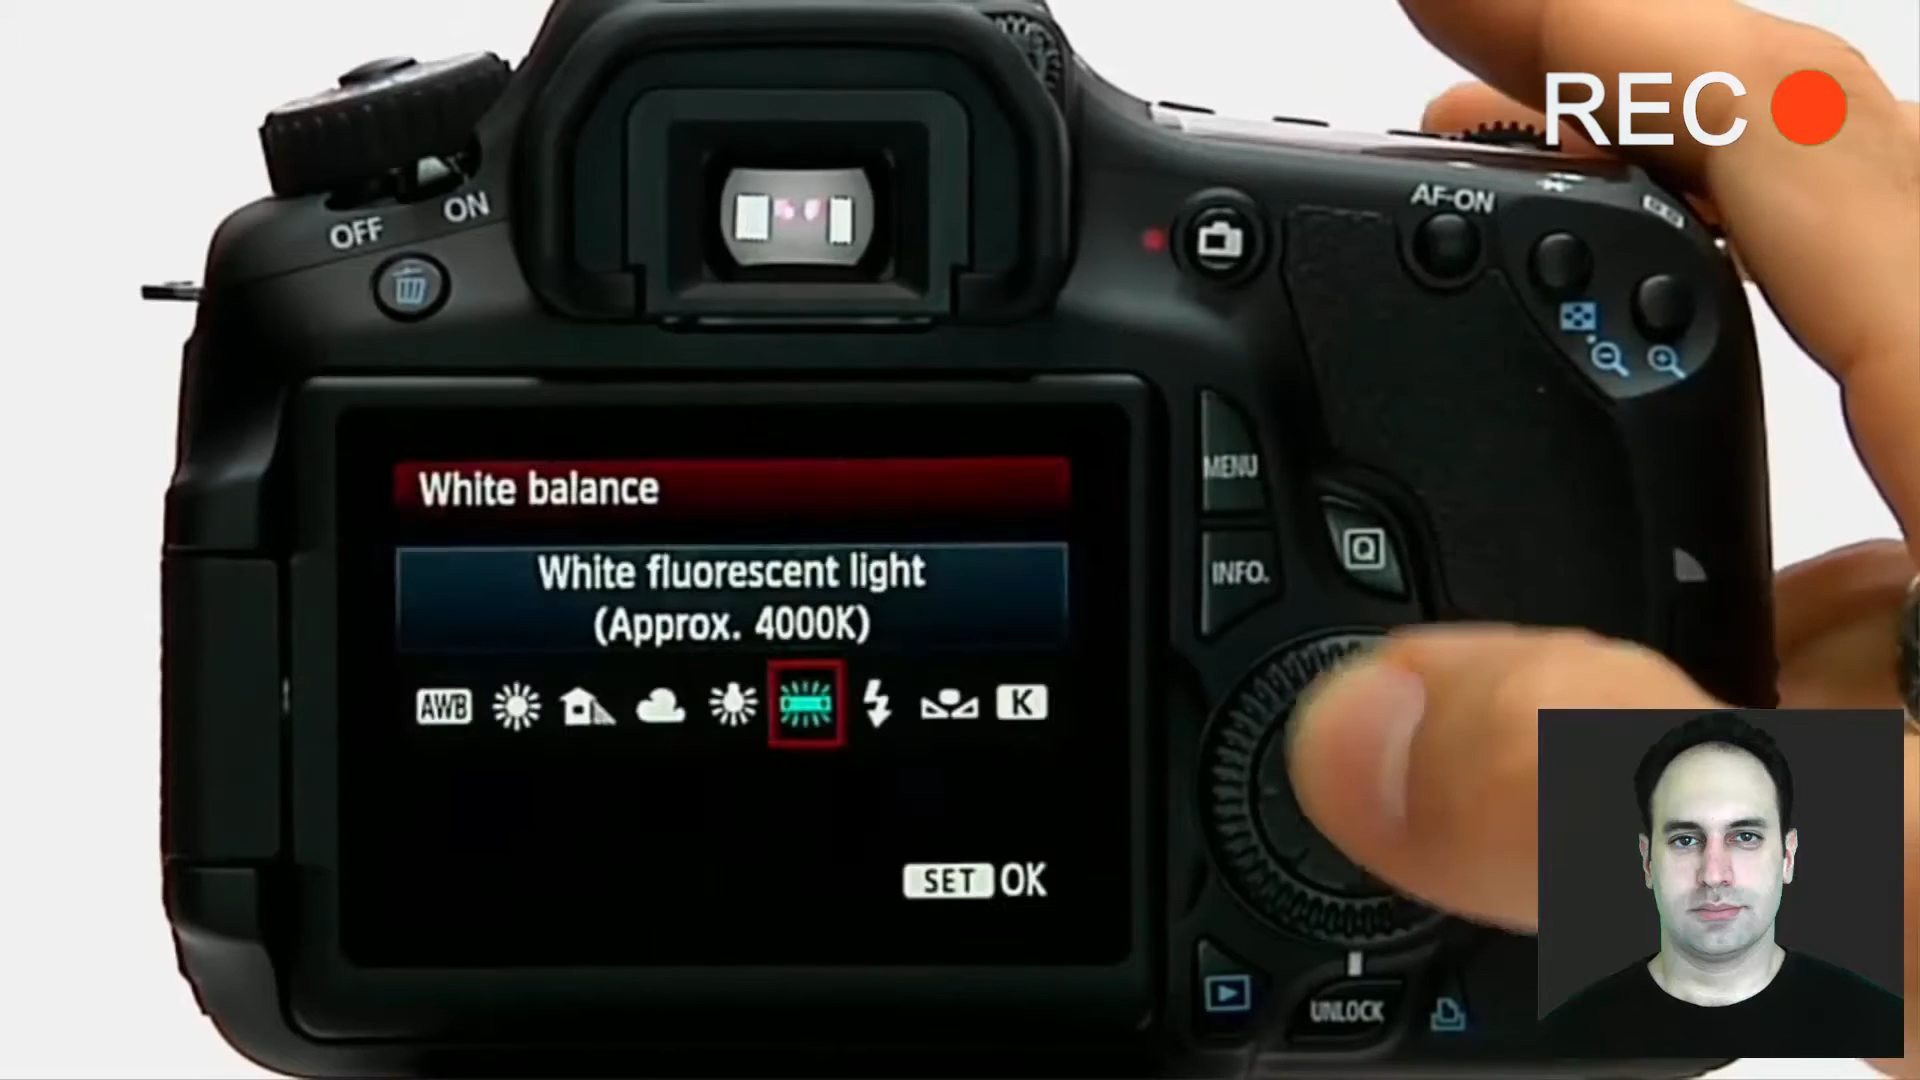 REC
OFF
ON
AF-ON
White balance
White fluorescent light
(Approx. 4000K)
AWB
K
SET OK
MENU
INFO.
Q
UNLOCK